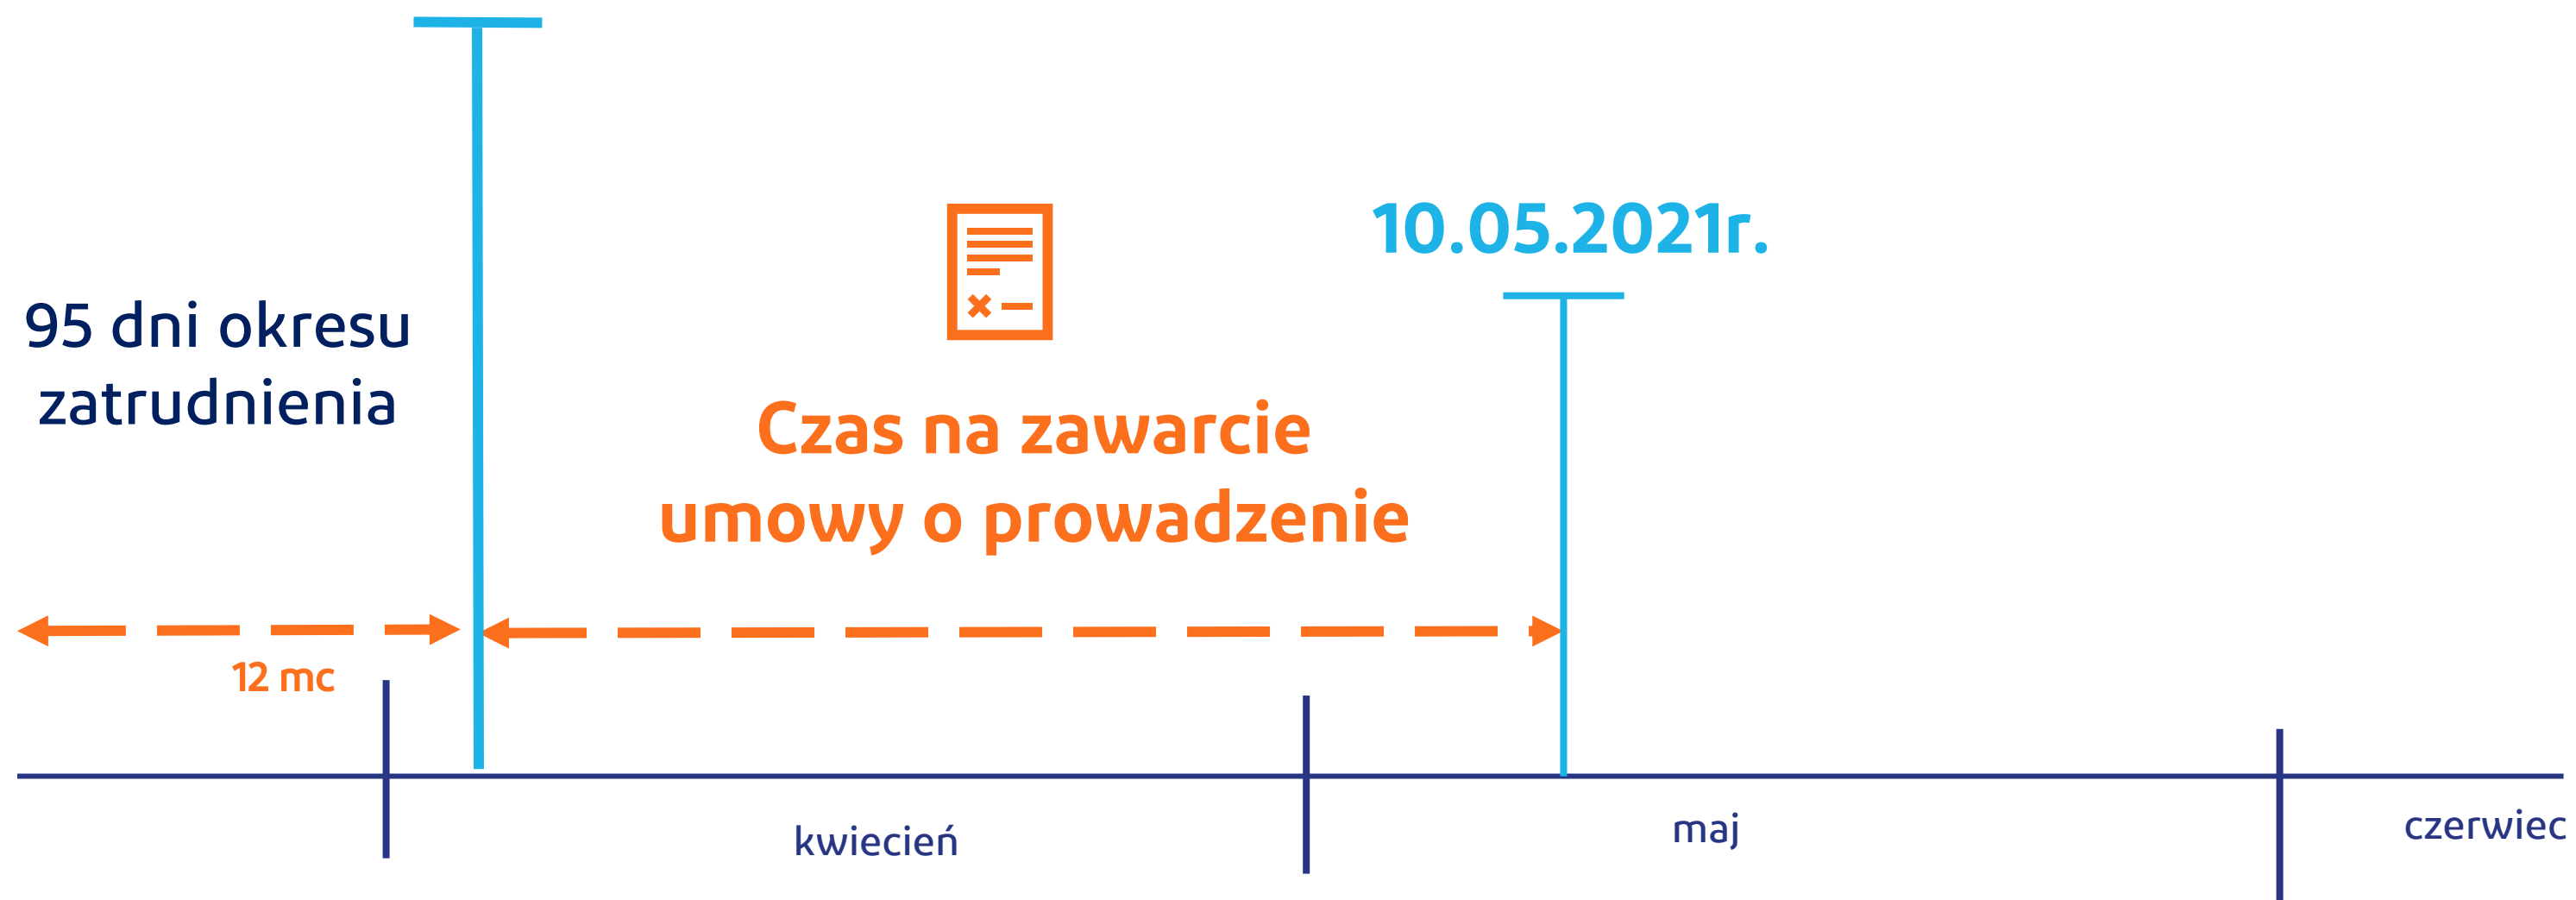 10.05.2021r.
95 dni okresu
zatrudnienia
Czas na zawarcie
umowy o prowadzenie
12 mc
kwiecień
maj
czerwiec